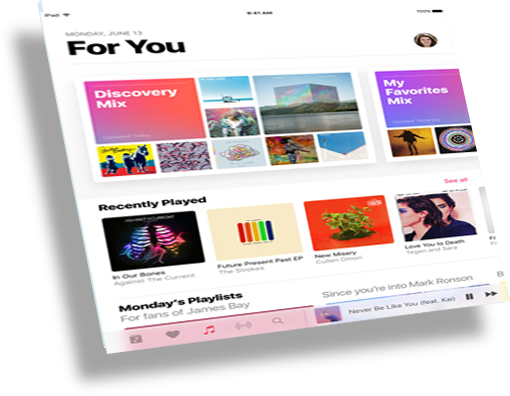 iPad
9:41 AM
100%
MONDAY, JUNE 13
For You
Discovery
Mix
Updated Today
My
Favorites
Mix
Updated Yesterday
See all
Recently Played
In Our Bones
Against The Current
Future Present Past EP
The Strokes
New Misery
Cullen Omori
Love You to Death
Tegan and Sara
Monday's Playlists
For fans of James Bay
Since you're into Mark Ronson
Never Be Like You (feat. Kai)